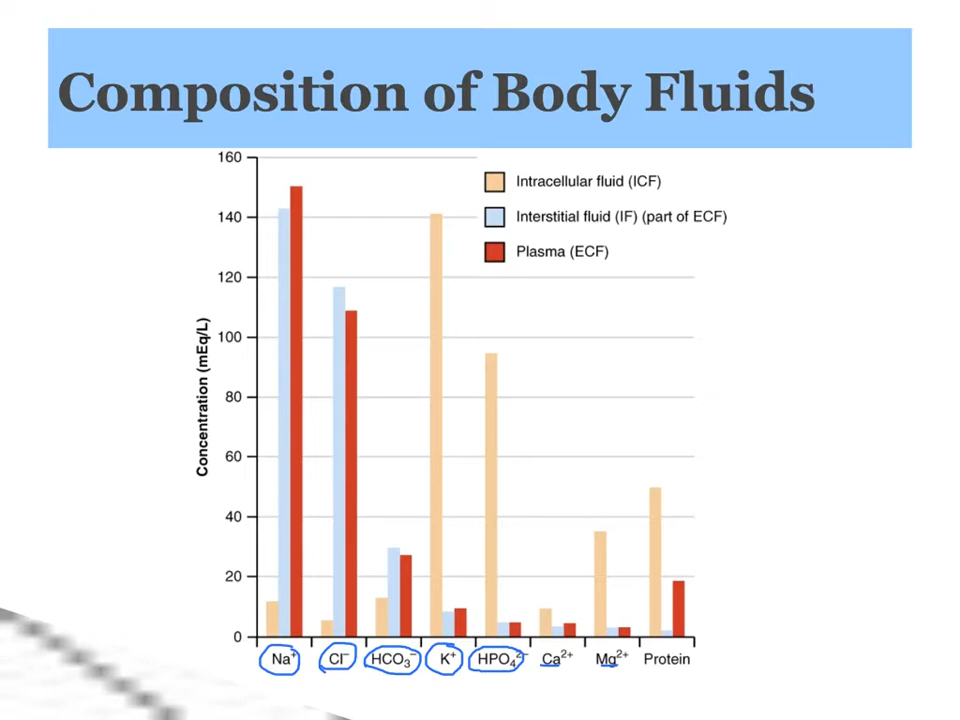 Composition of Body Fluids
160
Intracellular fluid (ICF)
140
Interstitial fluid (IF) (part of ECF)
Plasma (ECF)
120
100
80
60
40
20
0
Concentration (mEq/L)
Na⁺ Cl⁻ HCO₃⁻ K⁺ HPO₄²⁻ Ca²⁺ Mg²⁺ Protein